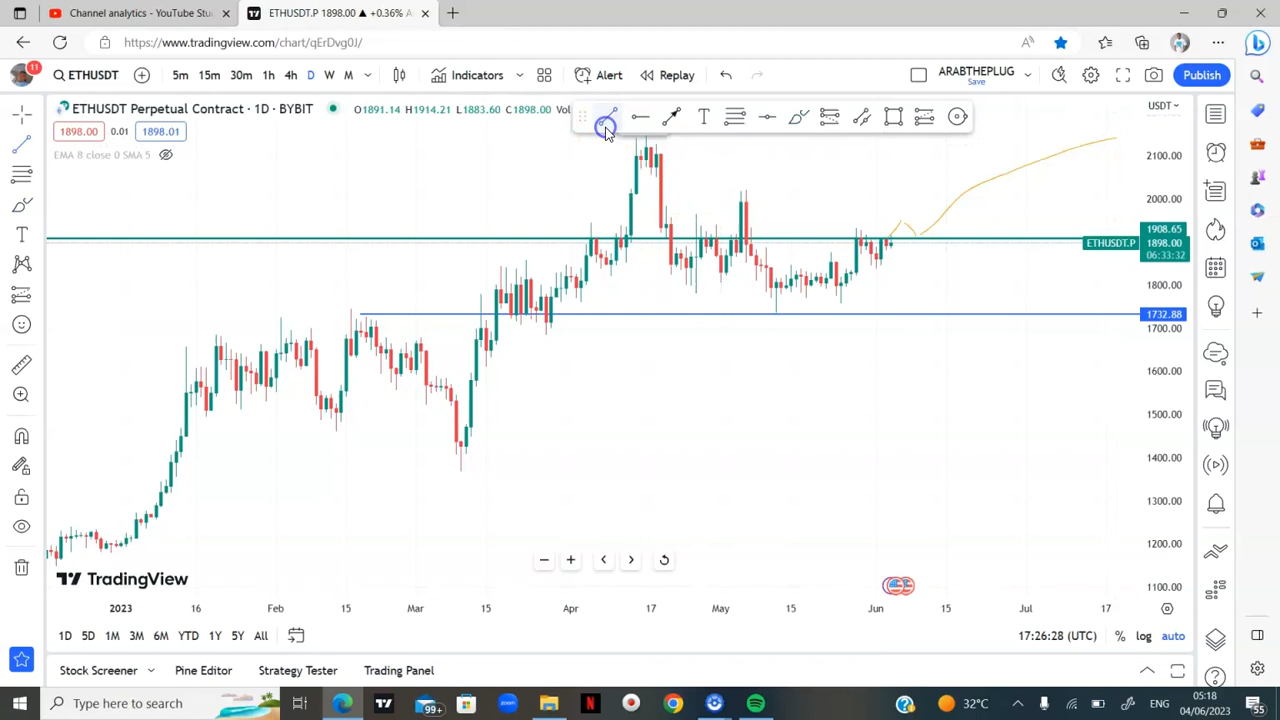 Channel analytics - YouTube Stu
ETHUSDT.P 1898.00 ▲ +0.36% AR
https://www.tradingview.com/chart/qErDvg0J/
11
ETHUSDT
5m 15m 30m 1h 4h D W M
Indicators
Alert
Replay
ARABTHEPLUG
Save
Publish
ETHUSDT Perpetual Contract · 1D · BYBIT
O1891.14 H1914.21 L1883.60 C1898.00 Vol
USDT
1898.00 0.01 1898.01
EMA 8 close 0 SMA 5
2100.00
2000.00
1908.65
ETHUSDT.P 1898.00
06:33:32
1800.00
1732.88
1700.00
1600.00
1500.00
1400.00
1300.00
1200.00
1100.00
TradingView
2023 16 Feb 15 Mar 15 Apr 17 May 15 Jun 15 Jul 17
1D 5D 1M 3M 6M YTD 1Y 5Y All
17:26:28 (UTC) % log auto
Stock Screener
Pine Editor
Strategy Tester
Trading Panel
Type here to search
99+
32°C
ENG
05:18
04/06/2023
55